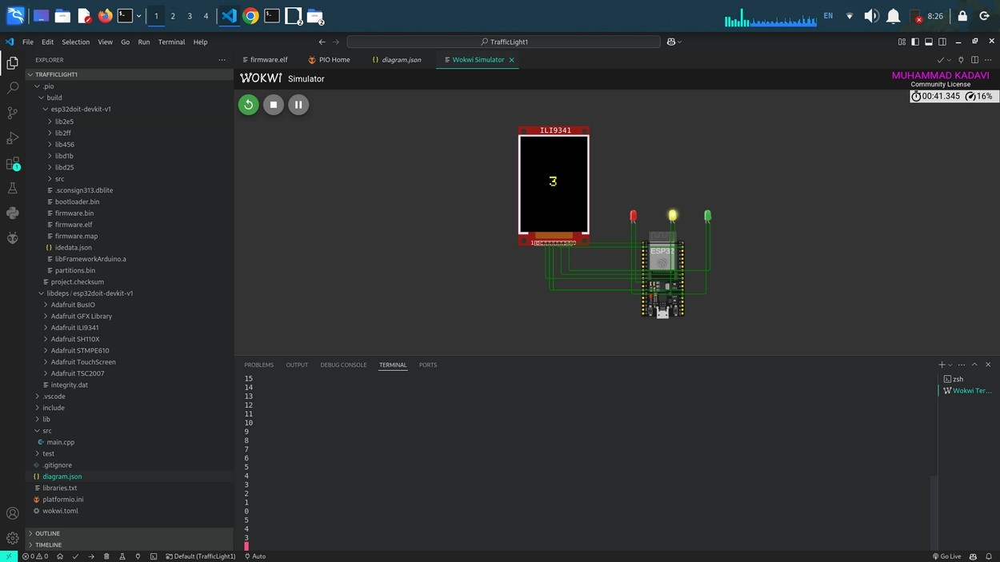 1 2 3 4
EN
8:26
File Edit Selection View Go Run Terminal Help
TrafficLight1
EXPLORER
firmware.elf
PIO Home
diagram.json
Wokwi Simulator
TRAFFICLIGHT1
.pio
build
esp32doit-devkit-v1
lib2e5
lib2ff
lib456
libd1b
libd25
src
.sconsign313.dblite
bootloader.bin
firmware.bin
firmware.elf
firmware.map
idedata.json
libFrameworkArduino.a
partitions.bin
project.checksum
libdeps / esp32doit-devkit-v1
Adafruit BusIO
Adafruit GFX Library
Adafruit ILI9341
Adafruit SH110X
Adafruit STMPE610
Adafruit TouchScreen
Adafruit TSC2007
integrity.dat
.vscode
include
lib
src
main.cpp
test
.gitignore
diagram.json
libraries.txt
platformio.ini
wokwi.toml
OUTLINE
TIMELINE
WOKWI Simulator
MUHAMMAD KADAVI
Community License
00:41.345 16%
ILI9341
3
ESP32
PROBLEMS OUTPUT DEBUG CONSOLE TERMINAL PORTS
zsh
Wokwi Ter...
15
14
13
12
11
10
9
8
7
6
5
4
3
2
1
0
5
4
3
0 0
Default (TrafficLight1)
Auto
Go Live